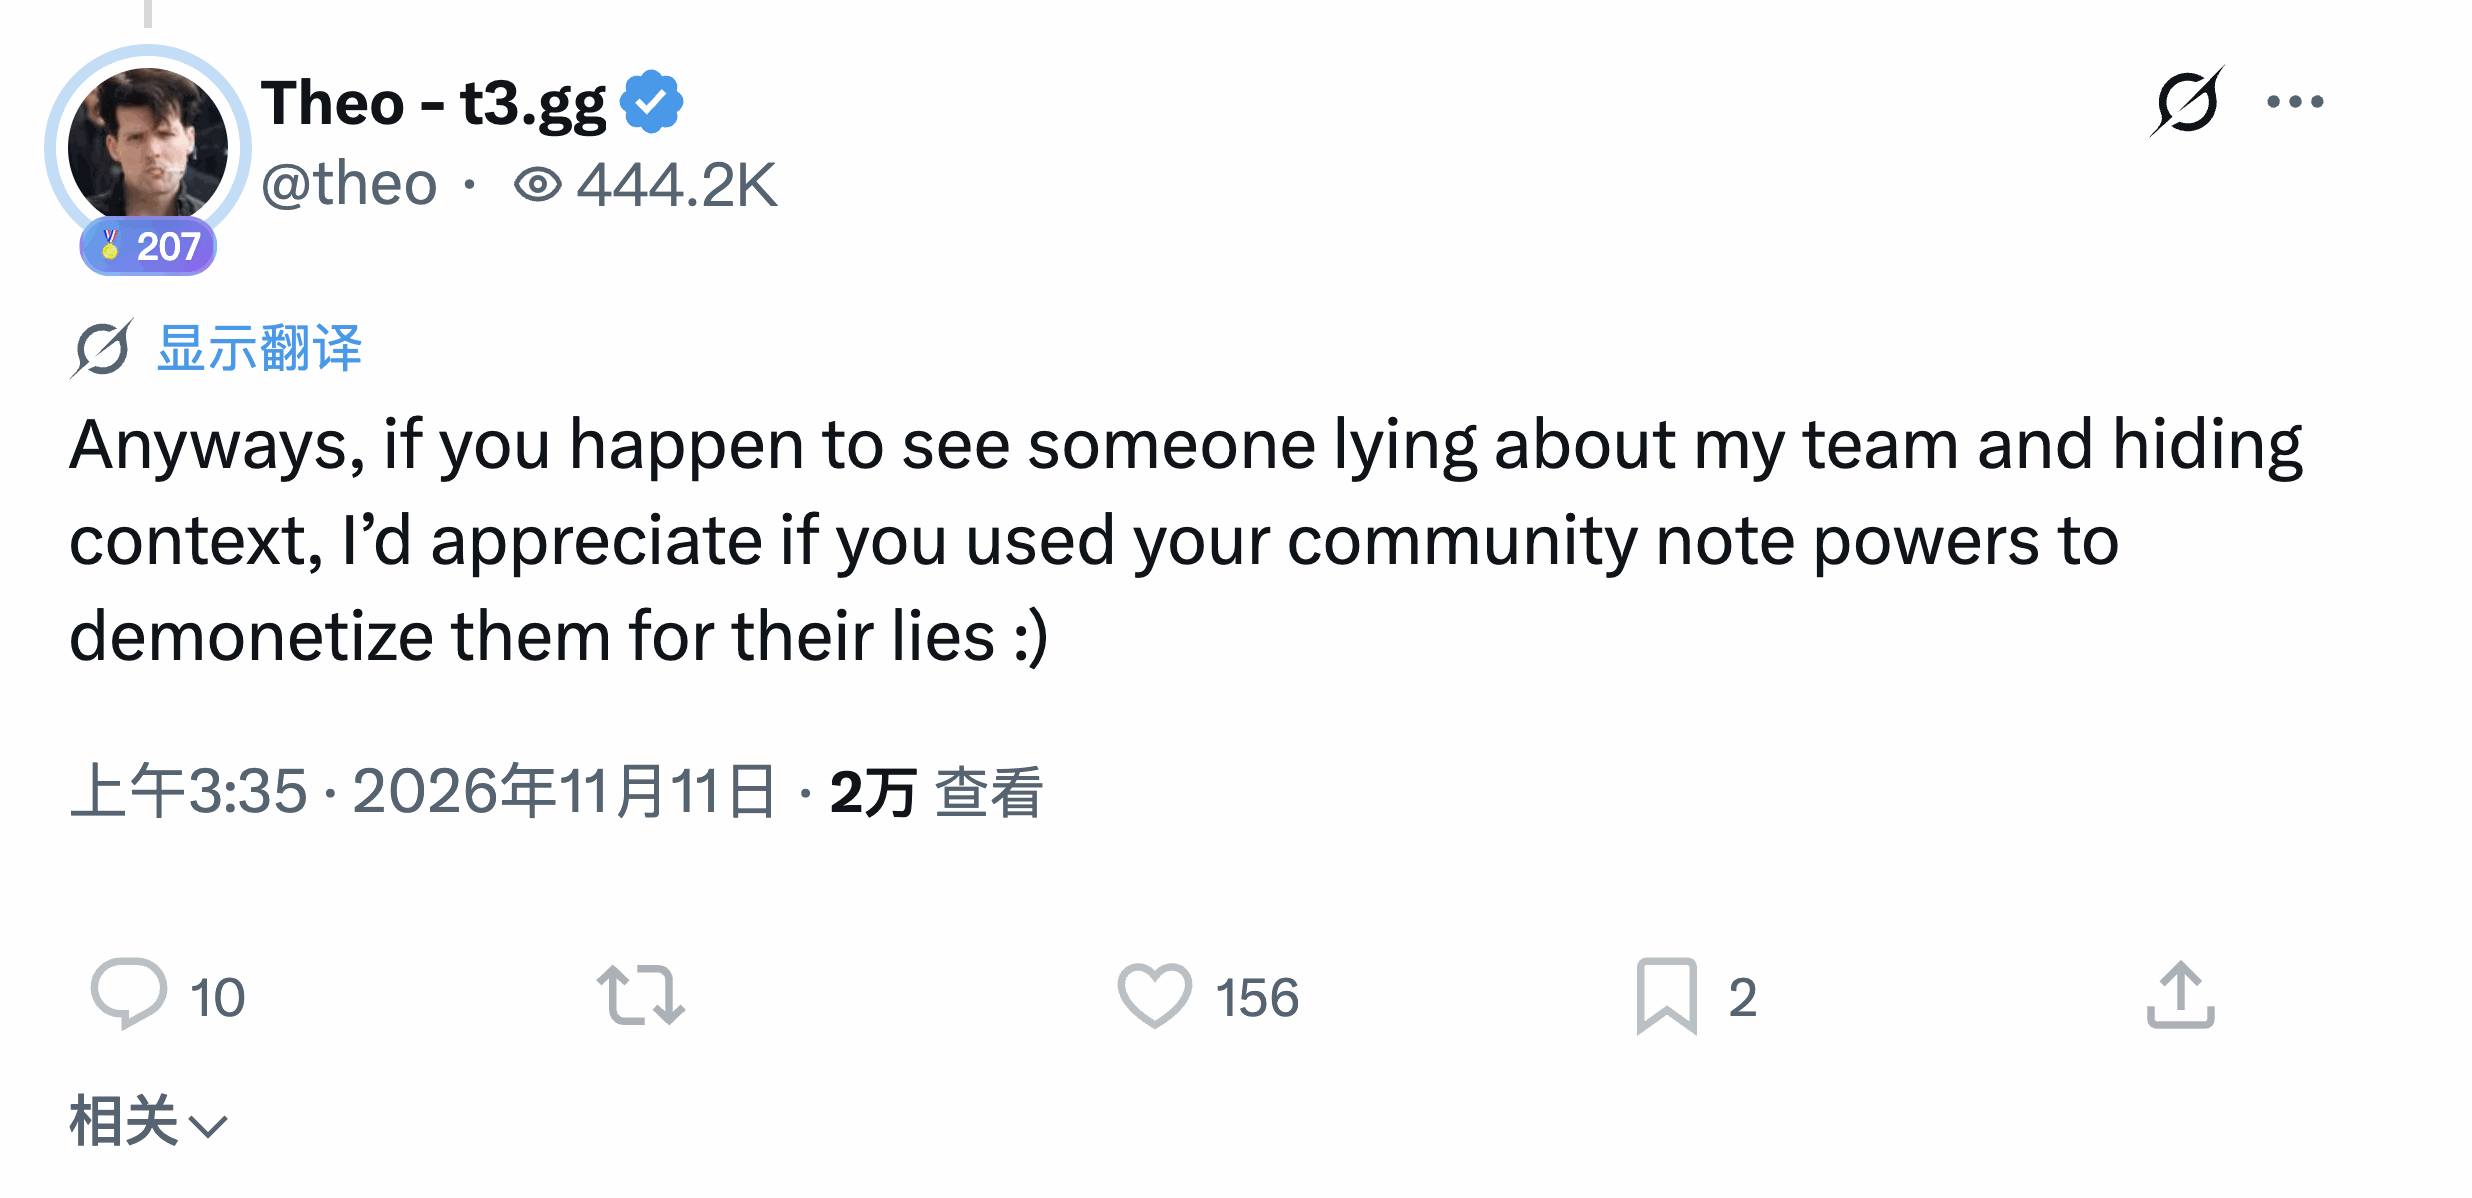 Theo - t3.gg
@theo · 444.2K
207
显示翻译
Anyways, if you happen to see someone lying about my team and hiding
context, I’d appreciate if you used your community note powers to
demonetize them for their lies :)
上午3:35 · 2026年11月11日 · 2万 查看
10 156 2
相关